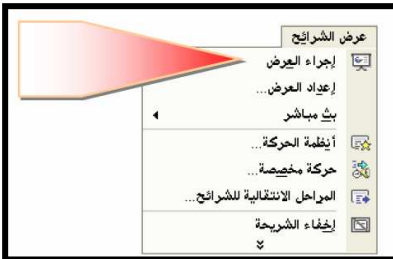 عرض الشرائح
إجراء العرض
إعداد العرض...
بث مباشر
أنظمة الحركة...
حركة مخصصة...
المراحل الانتقالية للشرائح...
إخفاء الشريحة